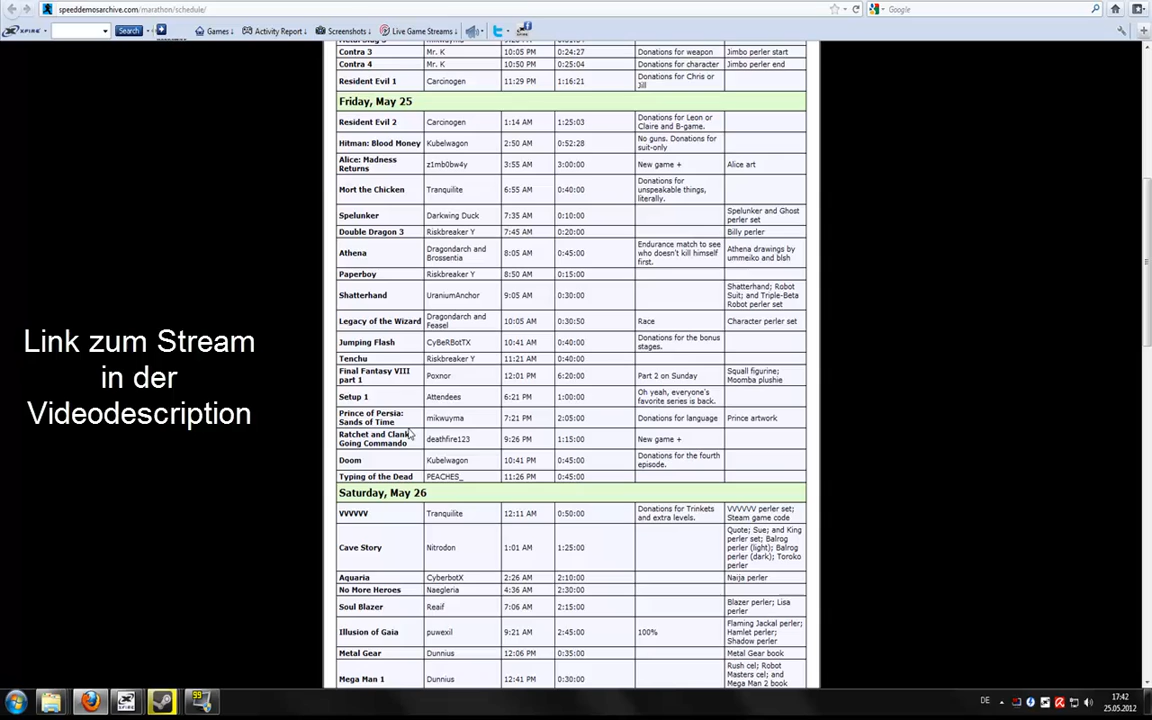 speeddemosarchive.com/marathon/schedule/
Google
XPIRE Search Games Activity Report Screenshots Live Game Streams
Contra 3 Mr. K 10:05 PM 0:24:27 Donations for weapon Jimbo perler start
Contra 4 Mr. K 10:50 PM 0:25:04 Donations for character Jimbo perler end
Resident Evil 1 Carcinogen 11:29 PM 1:16:21 Donations for Chris or
Jill
Friday, May 25
Resident Evil 2 Carcinogen 1:14 AM 1:25:03 Donations for Leon or
Claire and B-game.
Hitman: Blood Money Kubelwagon 2:50 AM 0:52:28 No guns. Donations for
suit-only
Alice: Madness
Returns z1mb0bw4y 3:55 AM 3:00:00 New game + Alice art
Mort the Chicken Tranquilite 6:55 AM 0:40:00 Donations for
unspeakable things,
literally.
Spelunker Darkwing Duck 7:35 AM 0:10:00 Spelunker and Ghost
perler set
Double Dragon 3 Riskbreaker Y 7:45 AM 0:20:00 Billy perler
Athena Dragondarch and
Brossentia 8:05 AM 0:45:00 Endurance match to see
who doesn't kill himself
first. Athena drawings by
ummeiko and blsh
Paperboy Riskbreaker Y 8:50 AM 0:15:00
Shatterhand UraniumAnchor 9:05 AM 0:30:00 Shatterhand; Robot
Suit; and Triple-Beta
Robot perler set
Legacy of the Wizard Dragondarch and
Feasel 10:05 AM 0:30:50 Race Character perler set
Jumping Flash CyBeRBotTX 10:41 AM 0:40:00 Donations for the bonus
stages.
Tenchu Riskbreaker Y 11:21 AM 0:40:00
Final Fantasy VIII
part 1 Poxnor 12:01 PM 6:20:00 Part 2 on Sunday Squall figurine;
Moomba plushie
Setup 1 Attendees 6:21 PM 1:00:00 Oh yeah, everyone's
favorite series is back.
Prince of Persia:
Sands of Time mikwuyma 7:21 PM 2:05:00 Donations for language Prince artwork
Ratchet and Clank
Going Commando deathfire123 9:26 PM 1:15:00 New game +
Doom Kubelwagon 10:41 PM 0:45:00 Donations for the fourth
episode.
Typing of the Dead PEACHES_ 11:26 PM 0:45:00
Saturday, May 26
VVVVVV Tranquilite 12:11 AM 0:50:00 Donations for Trinkets
and extra levels. VVVVVV perler set;
Steam game code
Cave Story Nitrodon 1:01 AM 1:25:00 Quote; Sue; and King
perler set; Balrog
perler (light); Balrog
perler (dark); Toroko
perler
Aquaria CyberbotX 2:26 AM 2:10:00 Naija perler
No More Heroes Naegleria 4:36 AM 2:30:00
Soul Blazer Reaif 7:06 AM 2:15:00 Blazer perler; Lisa
perler
Illusion of Gaia puwexil 9:21 AM 2:45:00 100% Flaming Jackal perler;
Hamlet perler;
Shadow perler
Metal Gear Dunnius 12:06 PM 0:35:00 Metal Gear book
Mega Man 1 Dunnius 12:41 PM 0:30:00 Rush cel; Robot
Masters cel; and
Mega Man 2 book
Link zum Stream
in der
Videodescription
DE
17:42
25.05.2012